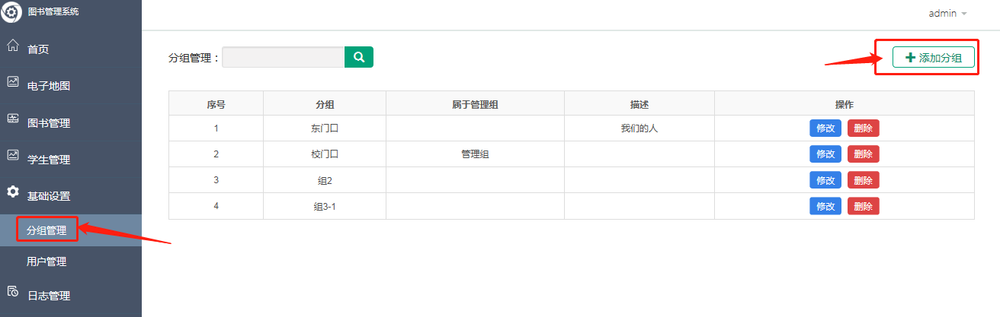 图书管理系统
admin
首页
电子地图
图书管理
学生管理
基础设置
分组管理
用户管理
日志管理
分组管理：
添加分组
序号 分组 属于管理组 描述 操作
1 东门口 我们的人 修改 删除
2 校门口 管理组 修改 删除
3 组2 修改 删除
4 组3-1 修改 删除